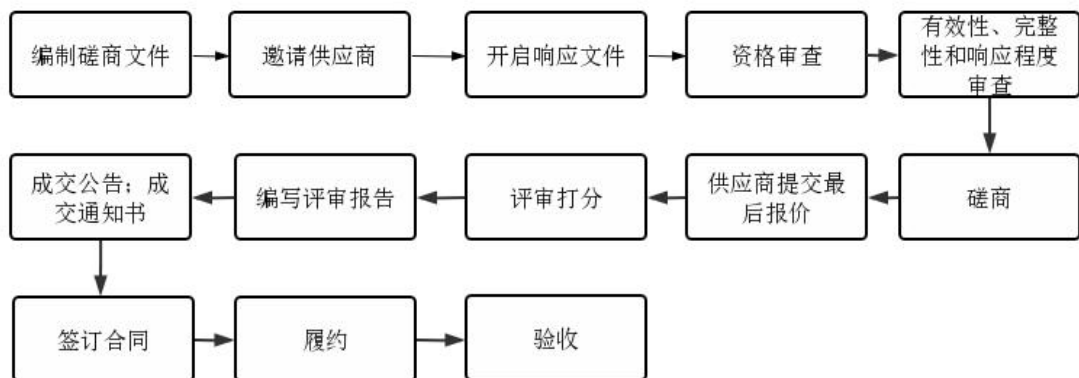 编制磋商文件
邀请供应商
开启响应文件
资格审查
有效性、完整
性和响应程度
审查
磋商
供应商提交最
后报价
评审打分
编写评审报告
成交公告；成
交通知书
签订合同
履约
验收